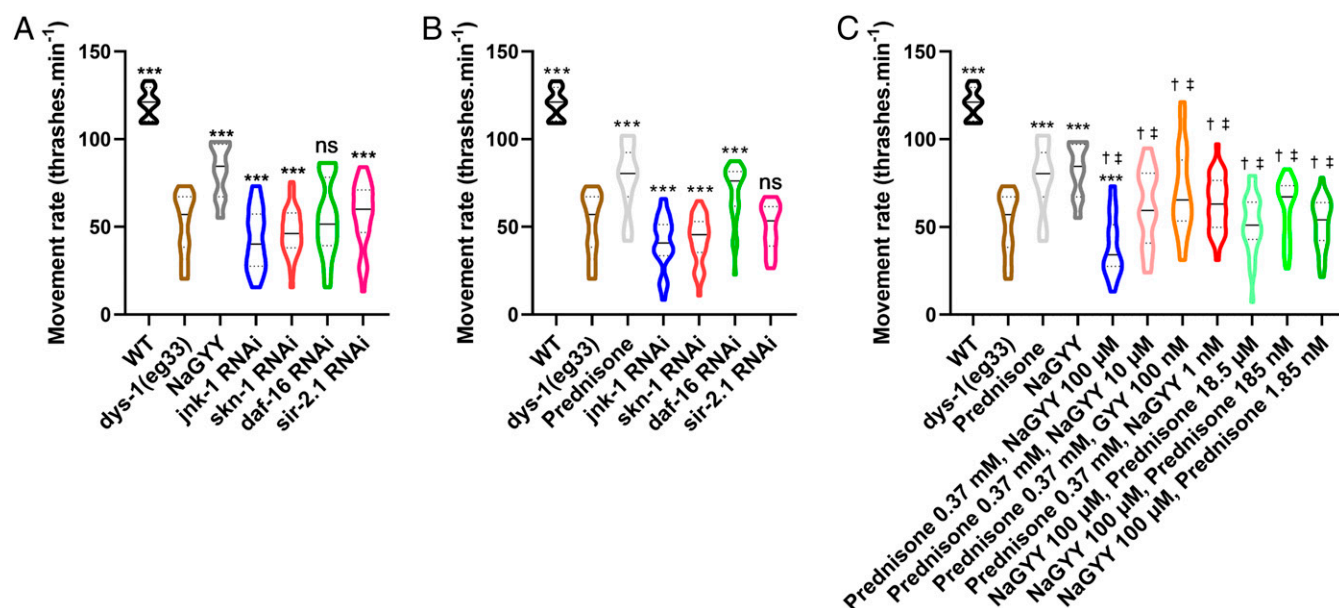 A
Movement rate (thrashes.min-1)
150
100
50
0
***
***
***
***
ns
***
WT
dys-1(eg33)
NaGYY
jnk-1 RNAi
skn-1 RNAi
daf-16 RNAi
sir-2.1 RNAi
B
Movement rate (thrashes.min-1)
150
100
50
0
***
***
***
***
***
ns
WT
dys-1(eg33)
Prednisone
jnk-1 RNAi
skn-1 RNAi
daf-16 RNAi
sir-2.1 RNAi
C
Movement rate (thrashes.min-1)
150
100
50
0
***
***
***
† ‡
***
† ‡
† ‡
† ‡
† ‡
† ‡
† ‡
WT
dys-1(eg33)
Prednisone
NaGYY
Prednisone 0.37 mM, NaGYY 100 µM
Prednisone 0.37 mM, NaGYY 10 µM
Prednisone 0.37 mM, GYY 100 nM
Prednisone 0.37 mM, NaGYY 1 nM
NaGYY 100 µM, Prednisone 18.5 µM
NaGYY 100 µM, Prednisone 185 nM
NaGYY 100 µM, Prednisone 1.85 nM